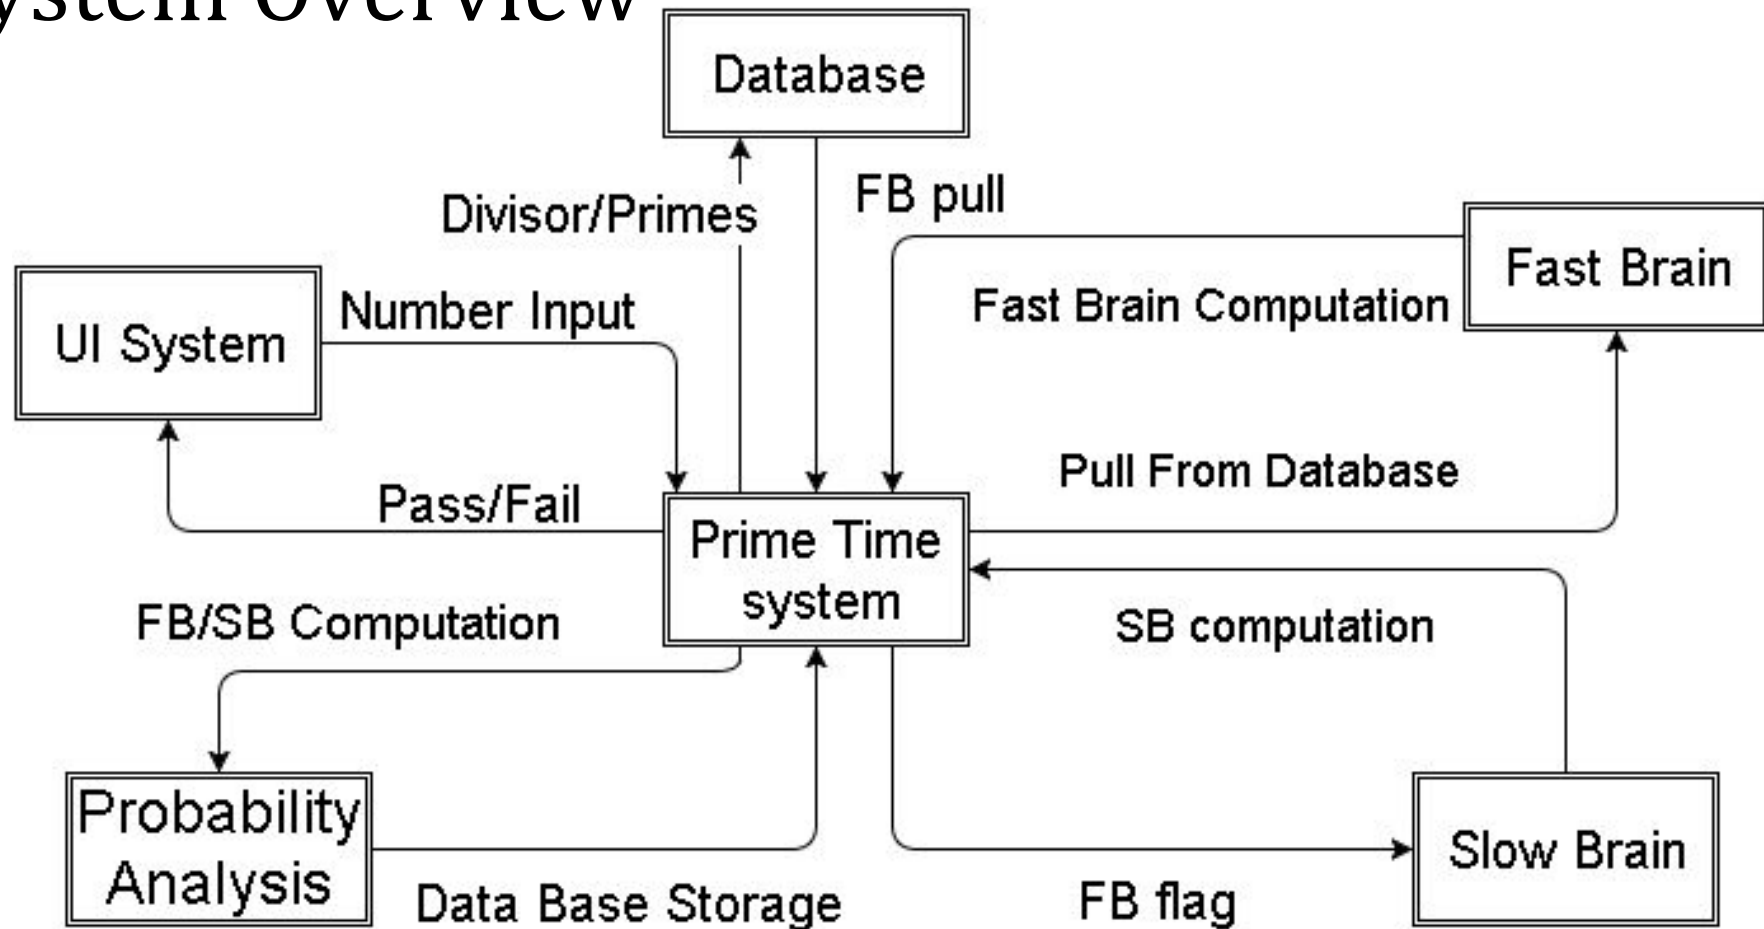 ystem Overview
Database
Divisor/Primes
FB pull
Fast Brain
Number Input
Fast Brain Computation
UI System
Pull From Database
Pass/Fail
Prime Time
system
FB/SB Computation
SB computation
Probability
Analysis
Slow Brain
Data Base Storage
FB flag